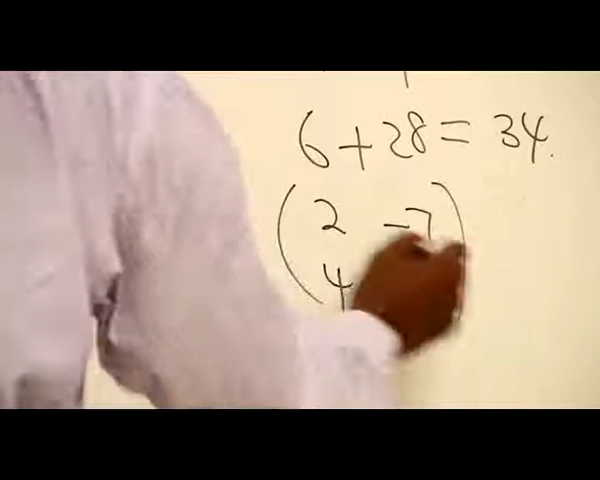 6 + 28 = 34.
( 2 -7 )
4